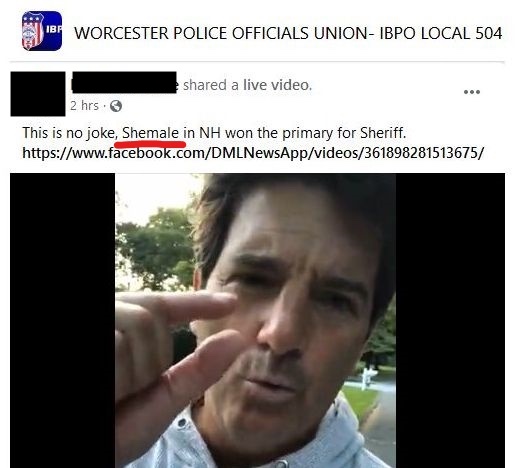 IBP
WORCESTER POLICE OFFICIALS UNION- IBPO LOCAL 504
shared a live video.
2 hrs ·
This is no joke, Shemale in NH won the primary for Sheriff.
https://www.facebook.com/DMLNewsApp/videos/361898281513675/